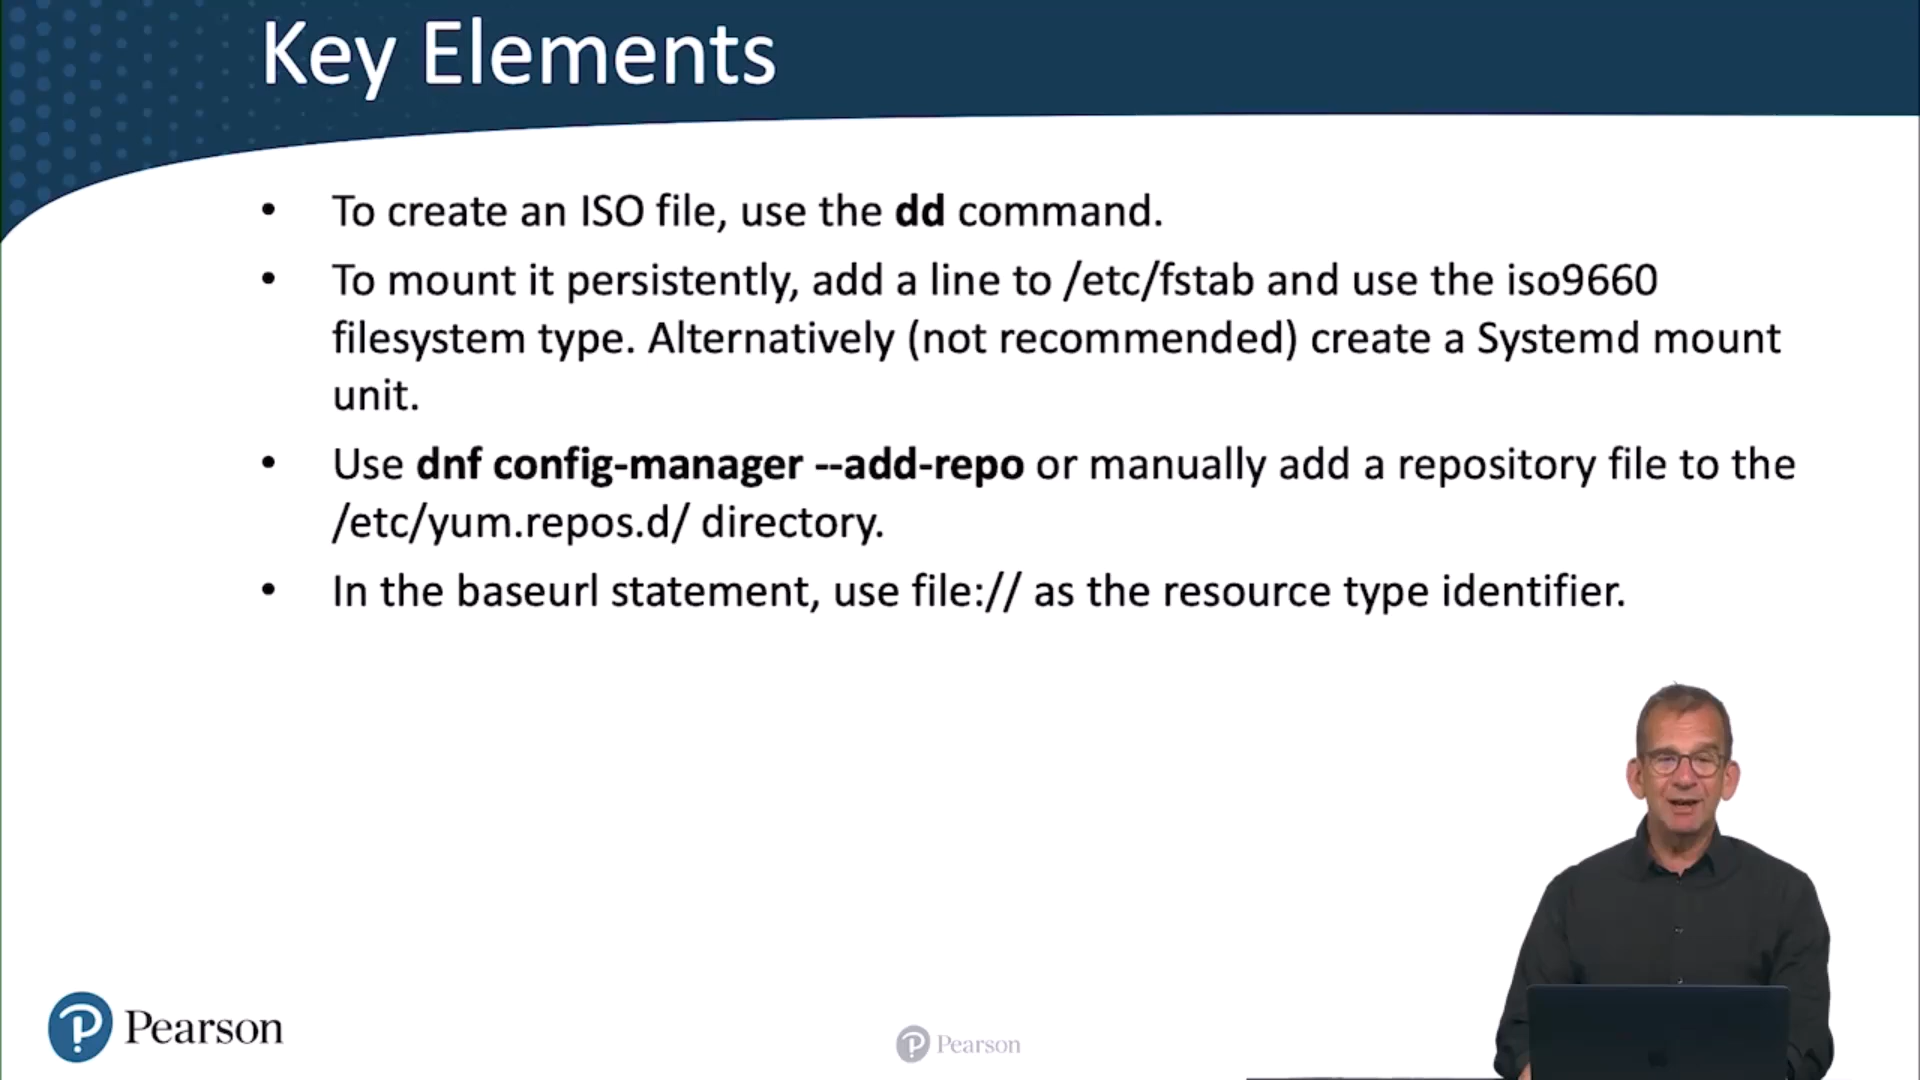 Key Elements
• To create an ISO file, use the dd command.
• To mount it persistently, add a line to /etc/fstab and use the iso9660
filesystem type. Alternatively (not recommended) create a Systemd mount
unit.
• Use dnf config-manager --add-repo or manually add a repository file to the
/etc/yum.repos.d/ directory.
• In the baseurl statement, use file:// as the resource type identifier.
Pearson
Pearson